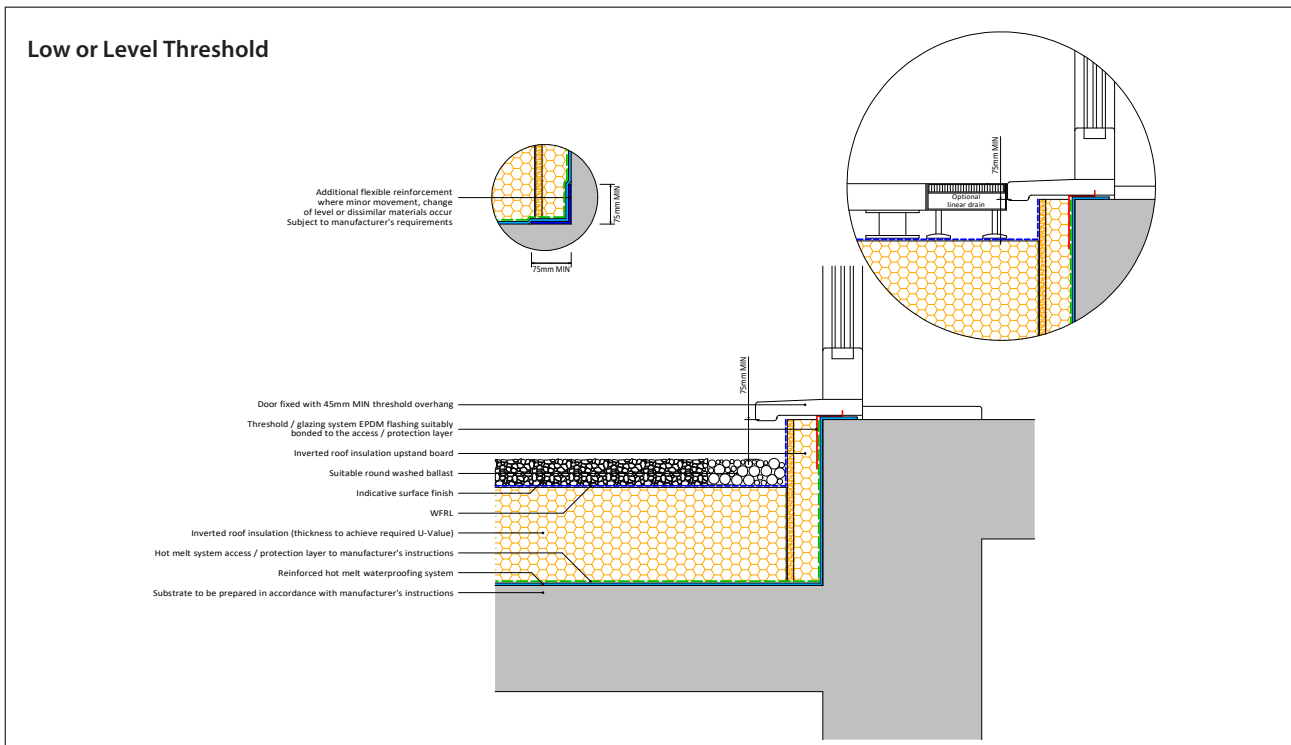 Low or Level Threshold
Additional flexible reinforcement
where minor movement, change
of level or dissimilar materials occur
Subject to manufacturer's requirements
75mm MIN
75mm MIN
75mm MIN
Optional
linear drain
75mm MIN
Door fixed with 45mm MIN threshold overhang
Threshold / glazing system EPDM flashing suitably
bonded to the access / protection layer
Inverted roof insulation upstand board
Suitable round washed ballast
Indicative surface finish
WFRL
Inverted roof insulation (thickness to achieve required U-Value)
Hot melt system access / protection layer to manufacturer's instructions
Reinforced hot melt waterproofing system
Substrate to be prepared in accordance with manufacturer's instructions